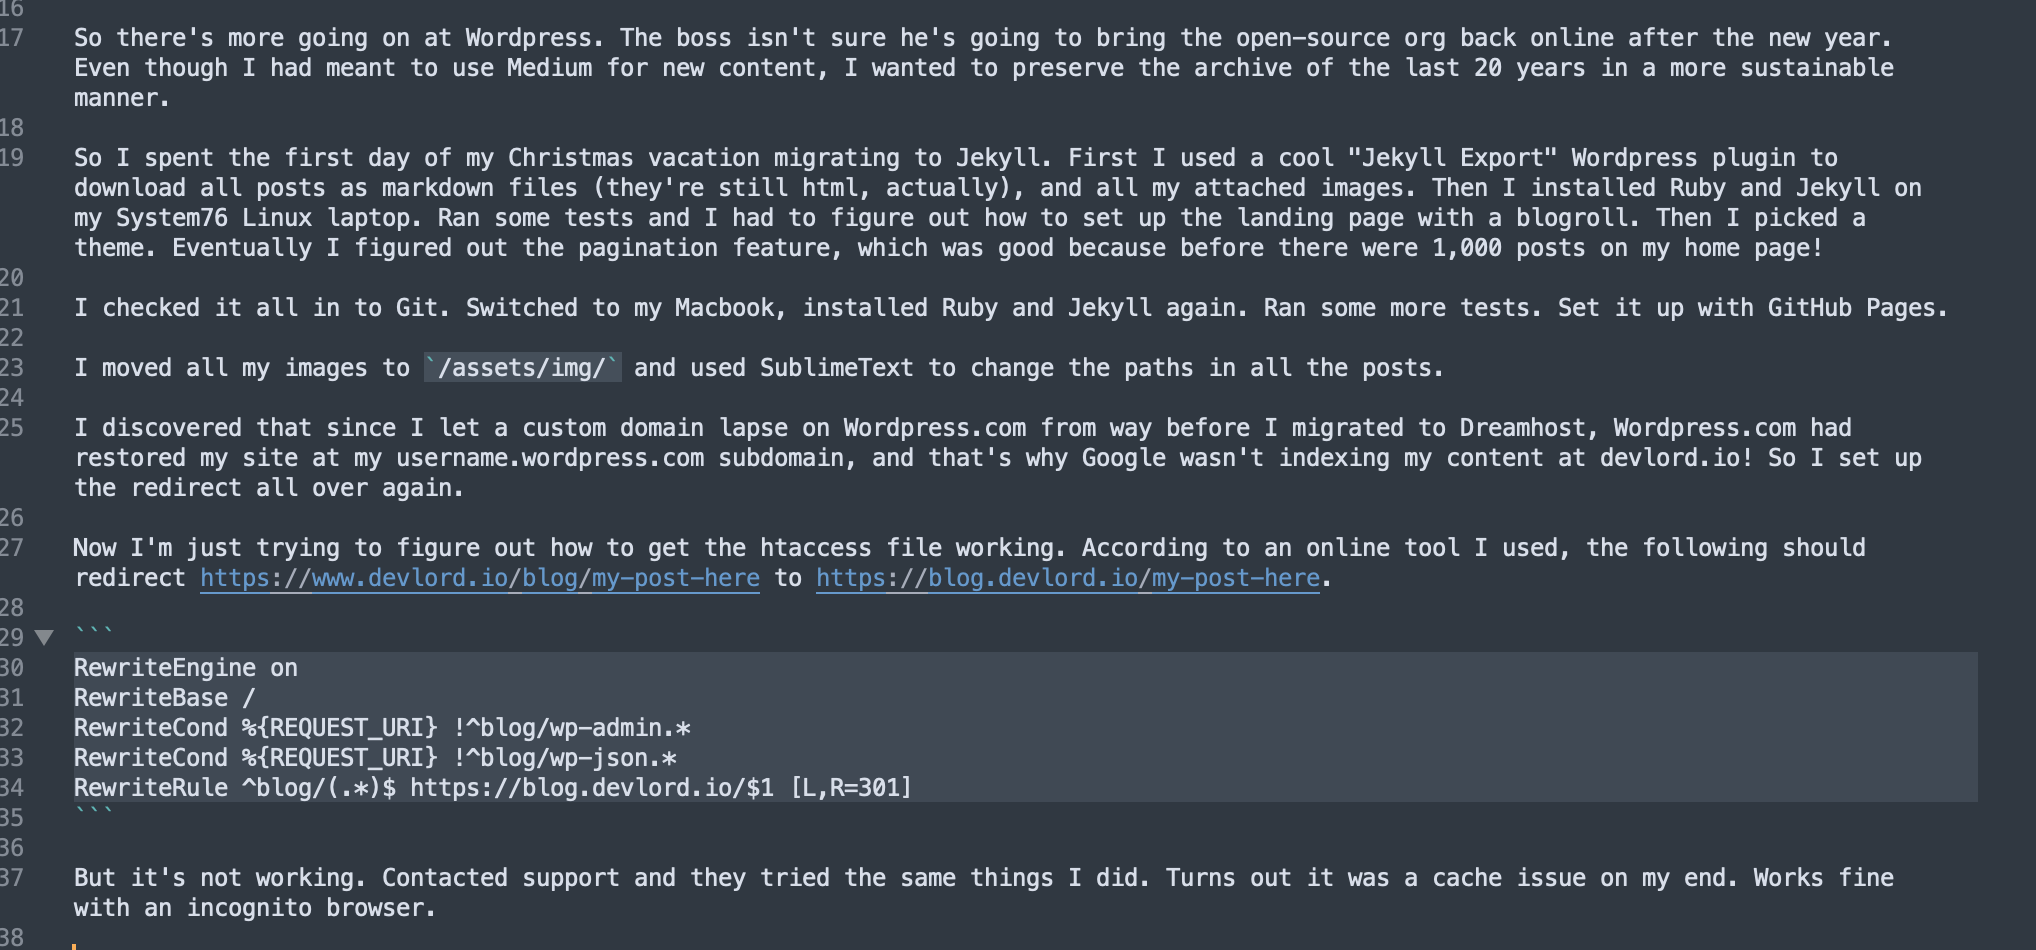 16
17 So there's more going on at Wordpress. The boss isn't sure he's going to bring the open-source org back online after the new year.
Even though I had meant to use Medium for new content, I wanted to preserve the archive of the last 20 years in a more sustainable
manner.
18
19 So I spent the first day of my Christmas vacation migrating to Jekyll. First I used a cool "Jekyll Export" Wordpress plugin to
download all posts as markdown files (they're still html, actually), and all my attached images. Then I installed Ruby and Jekyll on
my System76 Linux laptop. Ran some tests and I had to figure out how to set up the landing page with a blogroll. Then I picked a
theme. Eventually I figured out the pagination feature, which was good because before there were 1,000 posts on my home page!
20
21 I checked it all in to Git. Switched to my Macbook, installed Ruby and Jekyll again. Ran some more tests. Set it up with GitHub Pages.
22
23 I moved all my images to `/assets/img/` and used SublimeText to change the paths in all the posts.
24
25 I discovered that since I let a custom domain lapse on Wordpress.com from way before I migrated to Dreamhost, Wordpress.com had
restored my site at my username.wordpress.com subdomain, and that's why Google wasn't indexing my content at devlord.io! So I set up
the redirect all over again.
26
27 Now I'm just trying to figure out how to get the htaccess file working. According to an online tool I used, the following should
redirect https://www.devlord.io/blog/my-post-here to https://blog.devlord.io/my-post-here.
28
29 ```
30 RewriteEngine on
31 RewriteBase /
32 RewriteCond %{REQUEST_URI} !^blog/wp-admin.*
33 RewriteCond %{REQUEST_URI} !^blog/wp-json.*
34 RewriteRule ^blog/(.*)$ https://blog.devlord.io/$1 [L,R=301]
35 ```
36
37 But it's not working. Contacted support and they tried the same things I did. Turns out it was a cache issue on my end. Works fine
with an incognito browser.
38